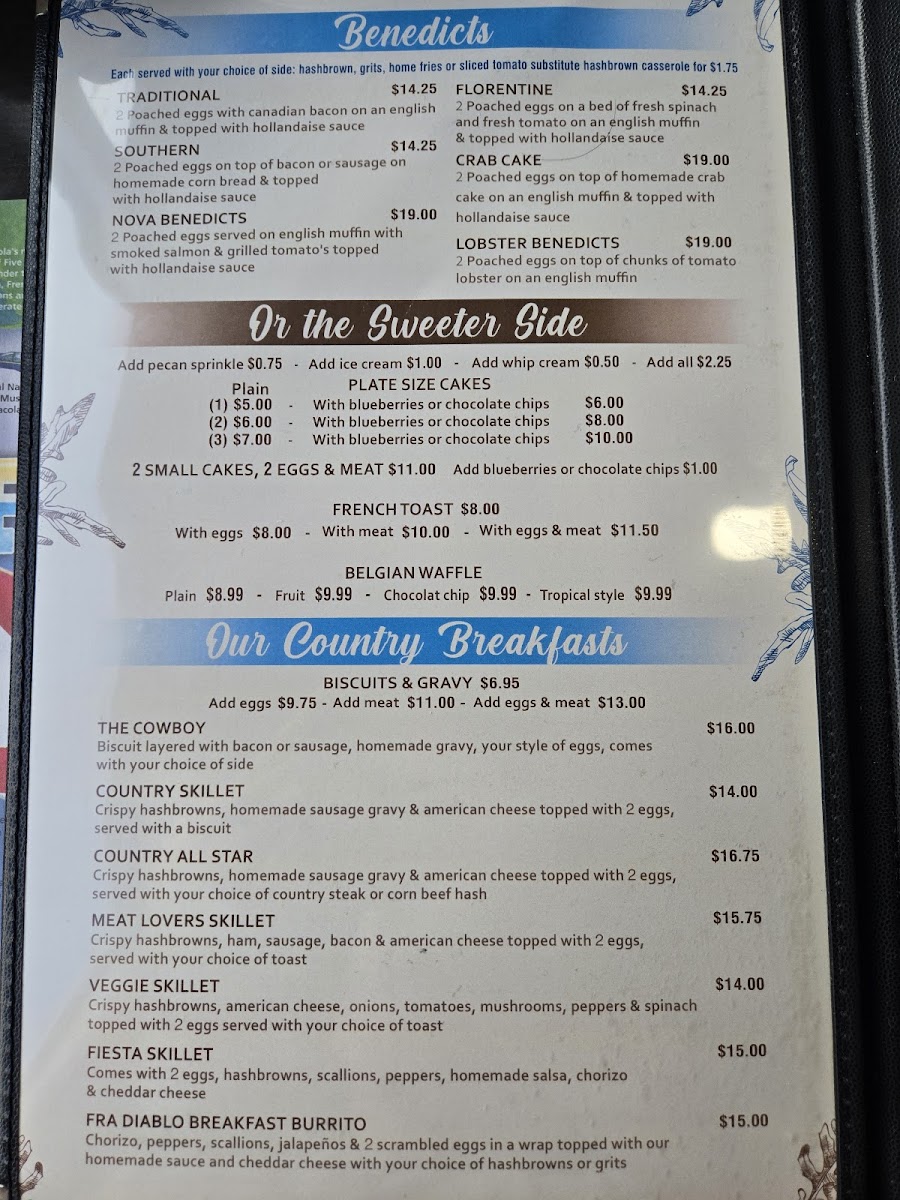 Benedicts
Each served with your choice of side: hashbrown, grits, home fries or sliced tomato substitute hashbrown casserole for $1.75
TRADITIONAL $14.25
2 Poached eggs with canadian bacon on an english
muffin & topped with hollandaise sauce
SOUTHERN $14.25
2 Poached eggs on top of bacon or sausage on
homemade corn bread & topped
with hollandaise sauce
NOVA BENEDICTS $19.00
2 Poached eggs served on english muffin with
smoked salmon & grilled tomato's topped
with hollandaise sauce
FLORENTINE $14.25
2 Poached eggs on a bed of fresh spinach
and fresh tomato on an english muffin
& topped with hollandaise sauce
CRAB CAKE $19.00
2 Poached eggs on top of homemade crab
cake on an english muffin & topped with
hollandaise sauce
LOBSTER BENEDICTS $19.00
2 Poached eggs on top of chunks of tomato
lobster on an english muffin
Or the Sweeter Side
Add pecan sprinkle $0.75 - Add ice cream $1.00 - Add whip cream $0.50 - Add all $2.25
Plain PLATE SIZE CAKES
(1) $5.00 - With blueberries or chocolate chips $6.00
(2) $6.00 - With blueberries or chocolate chips $8.00
(3) $7.00 - With blueberries or chocolate chips $10.00
2 SMALL CAKES, 2 EGGS & MEAT $11.00 Add blueberries or chocolate chips $1.00
FRENCH TOAST $8.00
With eggs $8.00 - With meat $10.00 - With eggs & meat $11.50
BELGIAN WAFFLE
Plain $8.99 - Fruit $9.99 - Chocolat chip $9.99 - Tropical style $9.99
Our Country Breakfasts
BISCUITS & GRAVY $6.95
Add eggs $9.75 - Add meat $11.00 - Add eggs & meat $13.00
THE COWBOY $16.00
Biscuit layered with bacon or sausage, homemade gravy, your style of eggs, comes
with your choice of side
COUNTRY SKILLET $14.00
Crispy hashbrowns, homemade sausage gravy & american cheese topped with 2 eggs,
served with a biscuit
COUNTRY ALL STAR $16.75
Crispy hashbrowns, homemade sausage gravy & american cheese topped with 2 eggs,
served with your choice of country steak or corn beef hash
MEAT LOVERS SKILLET $15.75
Crispy hashbrowns, ham, sausage, bacon & american cheese topped with 2 eggs,
served with your choice of toast
VEGGIE SKILLET $14.00
Crispy hashbrowns, american cheese, onions, tomatoes, mushrooms, peppers & spinach
topped with 2 eggs served with your choice of toast
FIESTA SKILLET $15.00
Comes with 2 eggs, hashbrowns, scallions, peppers, homemade salsa, chorizo
& cheddar cheese
FRA DIABLO BREAKFAST BURRITO $15.00
Chorizo, peppers, scallions, jalapeños & 2 scrambled eggs in a wrap topped with our
homemade sauce and cheddar cheese with your choice of hashbrowns or grits